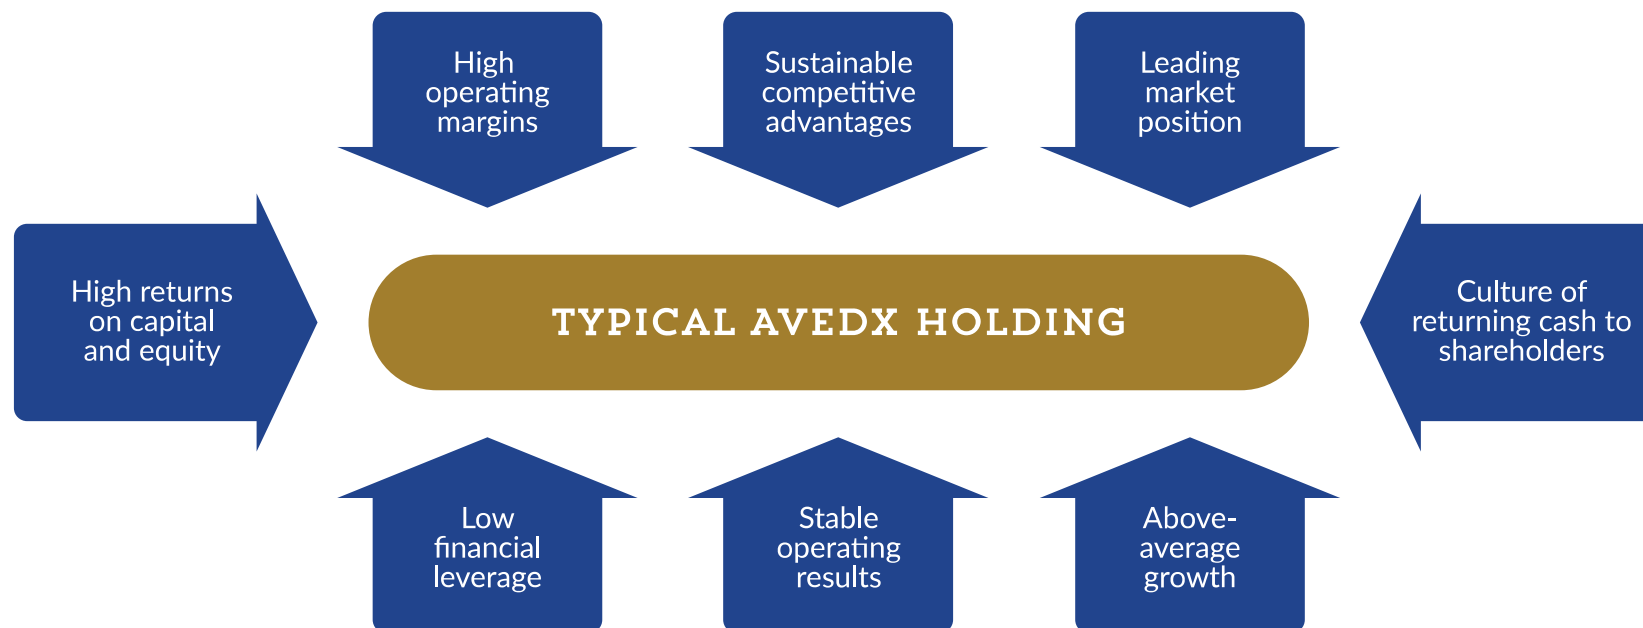 High
operating
margins
Sustainable
competitive
advantages
Leading
market
position
High returns
on capital
and equity
TYPICAL AVEDX HOLDING
Culture of
returning cash to
shareholders
Low
financial
leverage
Stable
operating
results
Above-
average
growth